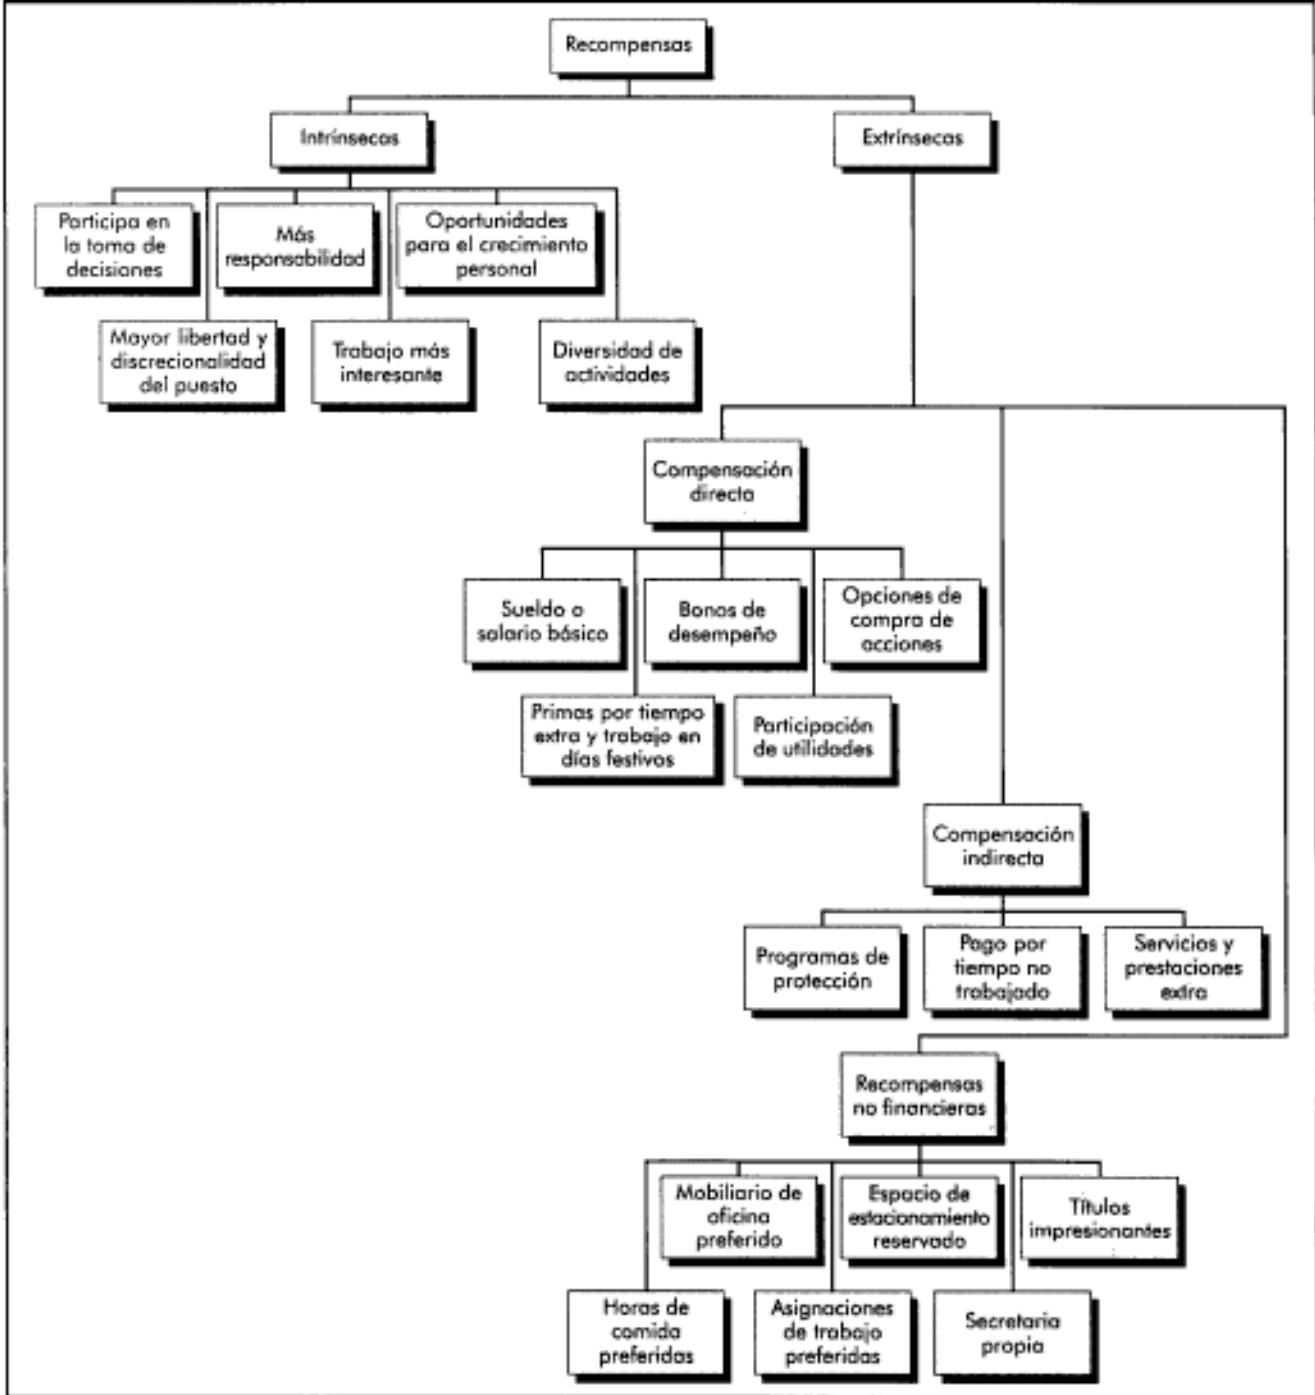 Recompensas
Intrínsecas
Extrínsecas
Participa en
la toma de
decisiones
Más
responsabilidad
Oportunidades
para el crecimiento
personal
Mayor libertad y
discrecionalidad
del puesto
Trabajo más
interesante
Diversidad de
actividades
Compensación
directa
Sueldo o
salario básico
Bonos de
desempeño
Opciones de
compra de
acciones
Primas por tiempo
extra y trabajo en
días festivos
Participación
de utilidades
Compensación
indirecta
Programas de
protección
Pago por
tiempo no
trabajado
Servicios y
prestaciones
extra
Recompensas
no financieras
Mobiliario de
oficina
preferido
Espacio de
estacionamiento
reservado
Títulos
impresionantes
Horas de
comida
preferidas
Asignaciones
de trabajo
preferidas
Secretaria
propia